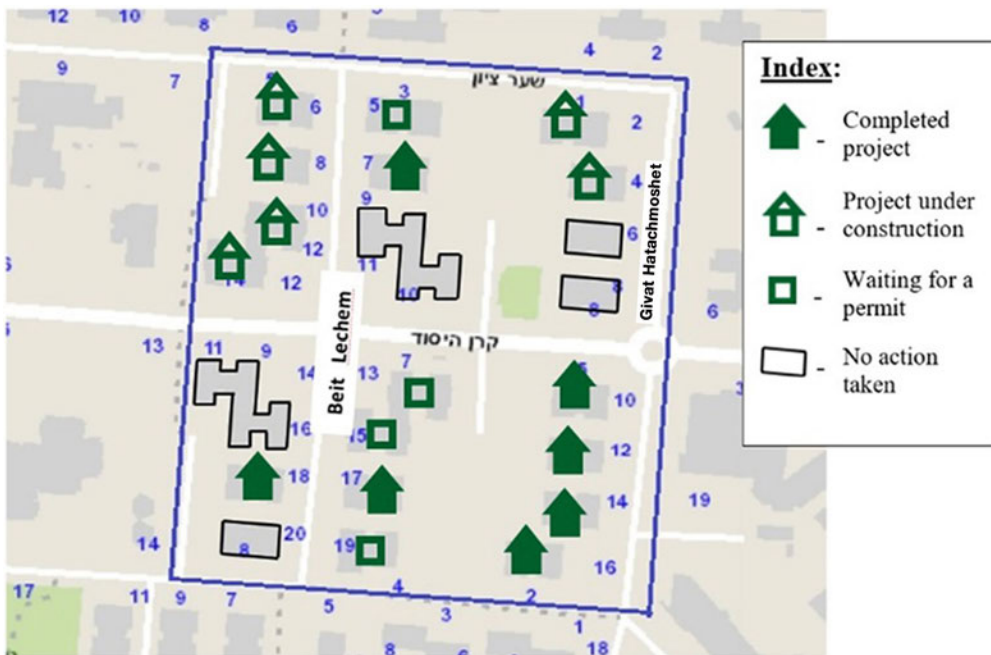 12 10 8 6 4 2
9 7
שער ציון
6 5 3 1 2
8 7 4
10 9 6
12 11 8
14 12 10 8 6
Givat Hatachmoshet
Beit Lechem
קרן היסוד
13 11 9 14 13 7 5 10
16 15 12
18 17 14 19
14 8 20 19 16
17 11 9 7 5 4 3 2 1
8 6 18
Index:
- Completed
project
- Project under
construction
- Waiting for a
permit
- No action
taken